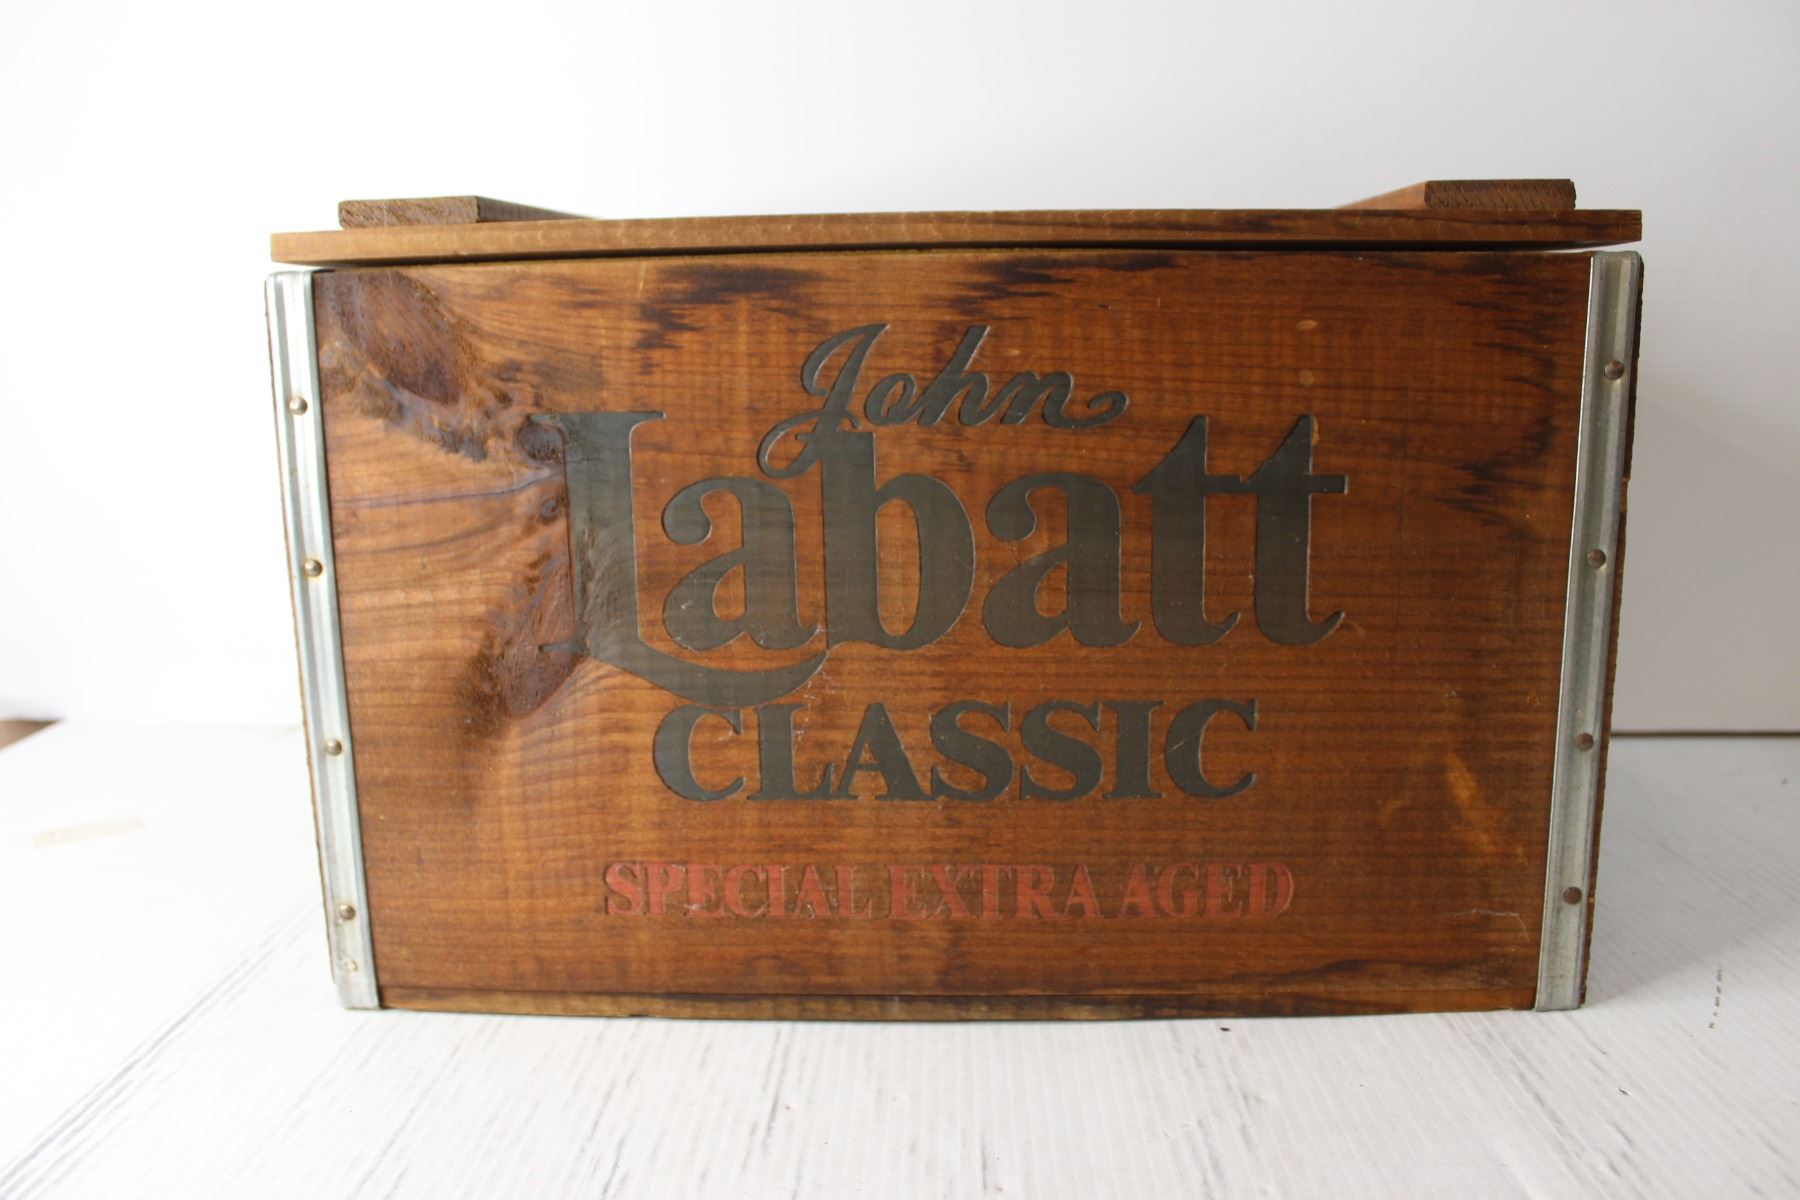 John
Labatt
CLASSIC
SPECIAL EXTRA AGED